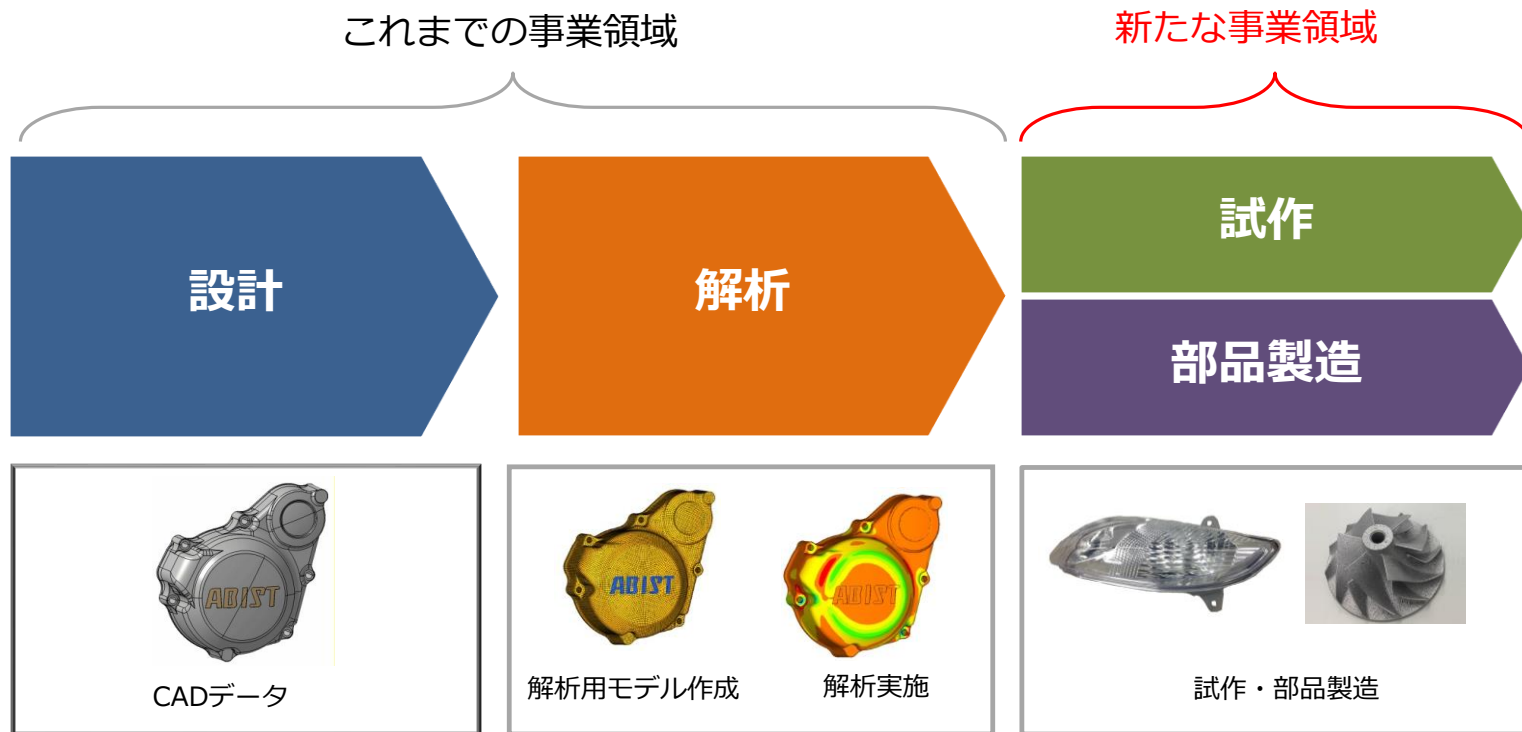 これまでの事業領域
新たな事業領域
設計
解析
試作
部品製造
ABIST
ABIST
ABIST
CADデータ
解析用モデル作成
解析実施
試作・部品製造